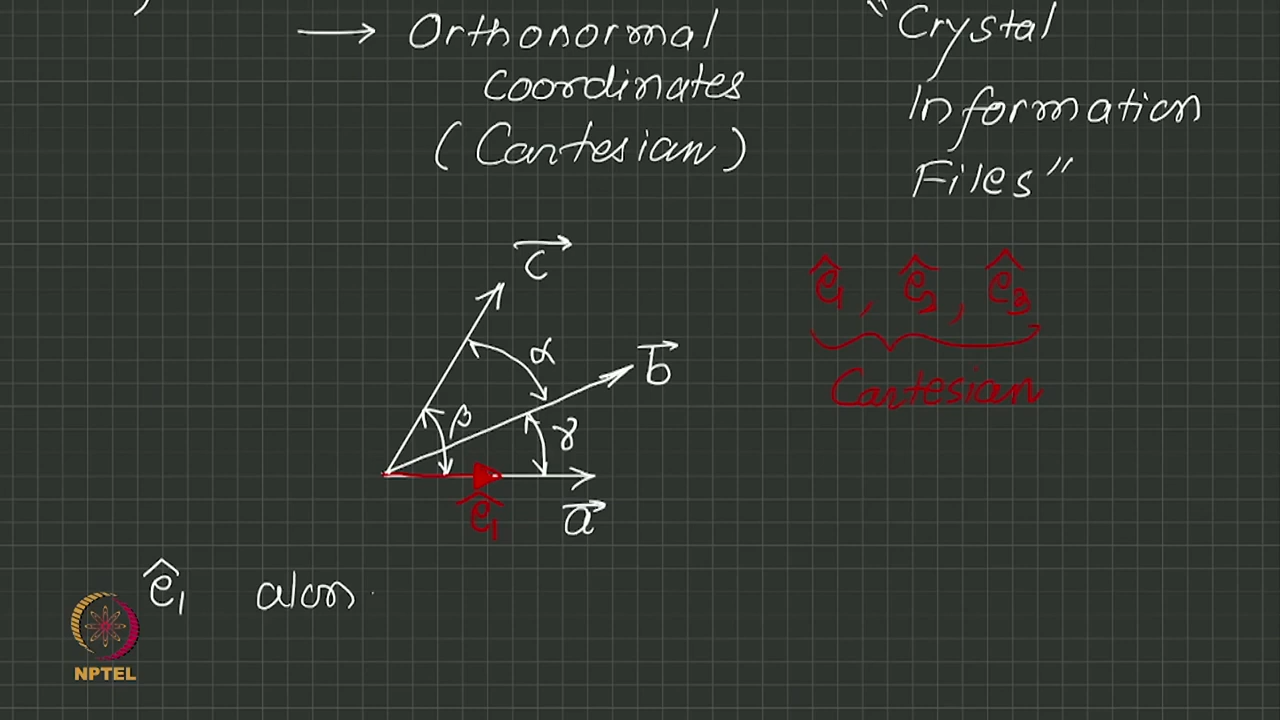 → Orthonormal
coordinates
(Cartesian)
"Crystal
Information
Files"
c
b
a
α
β
γ
ê1
ê1, ê2, ê3
Cartesian
ê1 alon
NPTEL